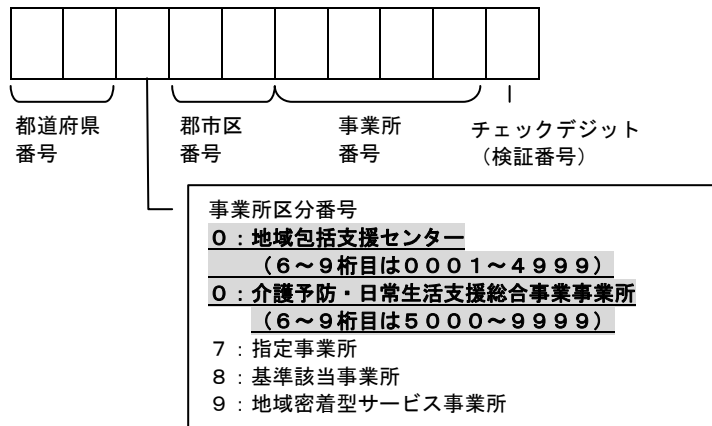 都道府県
番号
郡市区
番号
事業所
番号
チェックデジット
（検証番号）
事業所区分番号
０：地域包括支援センター
（６～９桁目は０００１～４９９９）
０：介護予防・日常生活支援総合事業事業所
（６～９桁目は５０００～９９９９）
７：指定事業所
８：基準該当事業所
９：地域密着型サービス事業所